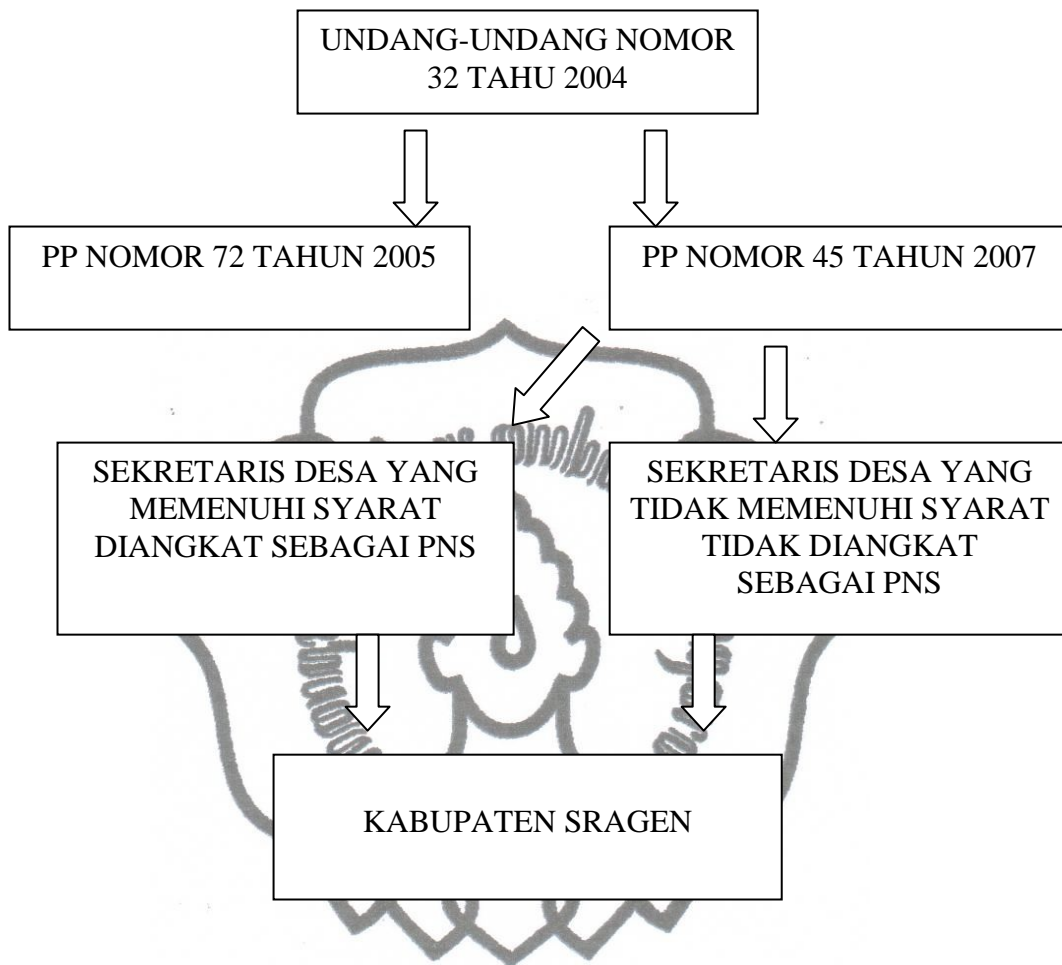 UNDANG-UNDANG NOMOR
32 TAHU 2004
PP NOMOR 72 TAHUN 2005
PP NOMOR 45 TAHUN 2007
SEKRETARIS DESA YANG
MEMENUHI SYARAT
DIANGKAT SEBAGAI PNS
SEKRETARIS DESA YANG
TIDAK MEMENUHI SYARAT
TIDAK DIANGKAT
SEBAGAI PNS
KABUPATEN SRAGEN